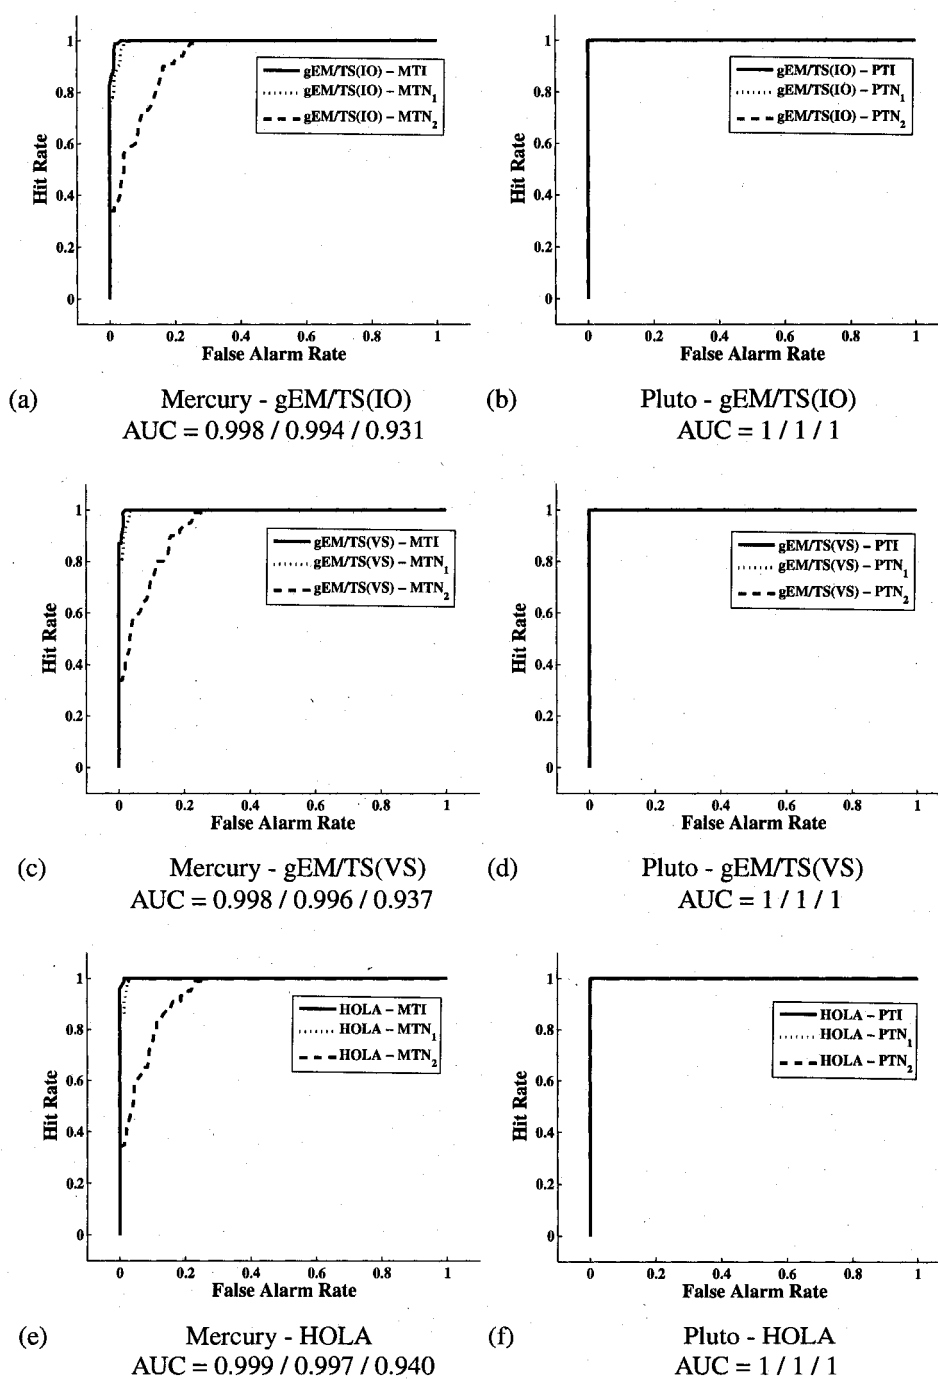 1
0.8
0.6
0.4
0.2
0
Hit Rate
gEM/TS(IO) – MTI
gEM/TS(IO) – MTN₁
gEM/TS(IO) – MTN₂
0 0.2 0.4 0.6 0.8 1
False Alarm Rate
(a) Mercury - gEM/TS(IO)
AUC = 0.998 / 0.994 / 0.931
1
0.8
0.6
0.4
0.2
0
Hit Rate
gEM/TS(IO) – PTI
gEM/TS(IO) – PTN₁
gEM/TS(IO) – PTN₂
0 0.2 0.4 0.6 0.8 1
False Alarm Rate
(b) Pluto - gEM/TS(IO)
AUC = 1 / 1 / 1
1
0.8
0.6
0.4
0.2
0
Hit Rate
gEM/TS(VS) – MTI
gEM/TS(VS) – MTN₁
gEM/TS(VS) – MTN₂
0 0.2 0.4 0.6 0.8 1
False Alarm Rate
(c) Mercury - gEM/TS(VS)
AUC = 0.998 / 0.996 / 0.937
1
0.8
0.6
0.4
0.2
0
Hit Rate
gEM/TS(VS) – PTI
gEM/TS(VS) – PTN₁
gEM/TS(VS) – PTN₂
0 0.2 0.4 0.6 0.8 1
False Alarm Rate
(d) Pluto - gEM/TS(VS)
AUC = 1 / 1 / 1
1
0.8
0.6
0.4
0.2
0
Hit Rate
HOLA – MTI
HOLA – MTN₁
HOLA – MTN₂
0 0.2 0.4 0.6 0.8 1
False Alarm Rate
(e) Mercury - HOLA
AUC = 0.999 / 0.997 / 0.940
1
0.8
0.6
0.4
0.2
0
Hit Rate
HOLA – PTI
HOLA – PTN₁
HOLA – PTN₂
0 0.2 0.4 0.6 0.8 1
False Alarm Rate
(f) Pluto - HOLA
AUC = 1 / 1 / 1